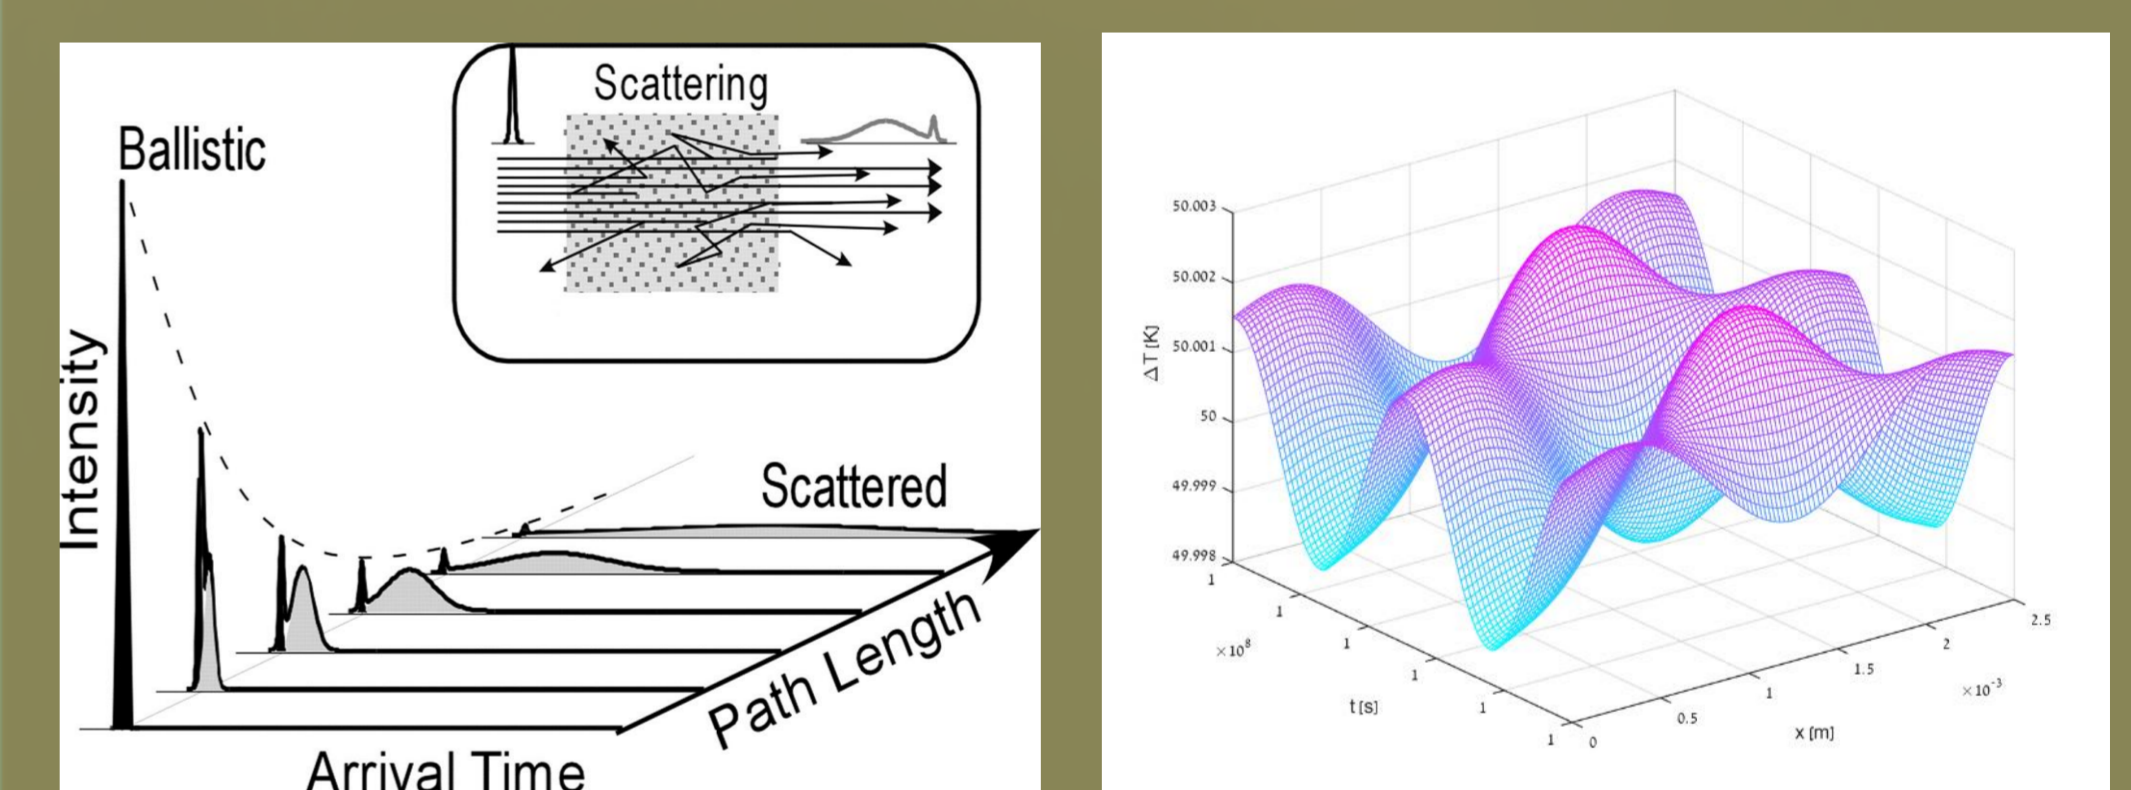 Scattering
Ballistic
Intensity
Scattered
Path Length
Arrival Time
50.003
50.002
50.001
50
49.999
49.998
ΔT [K]
1
1
1
1
1
1
×10⁸
t [s]
0
0.5
1
1.5
2
2.5
×10⁻³
x [m]